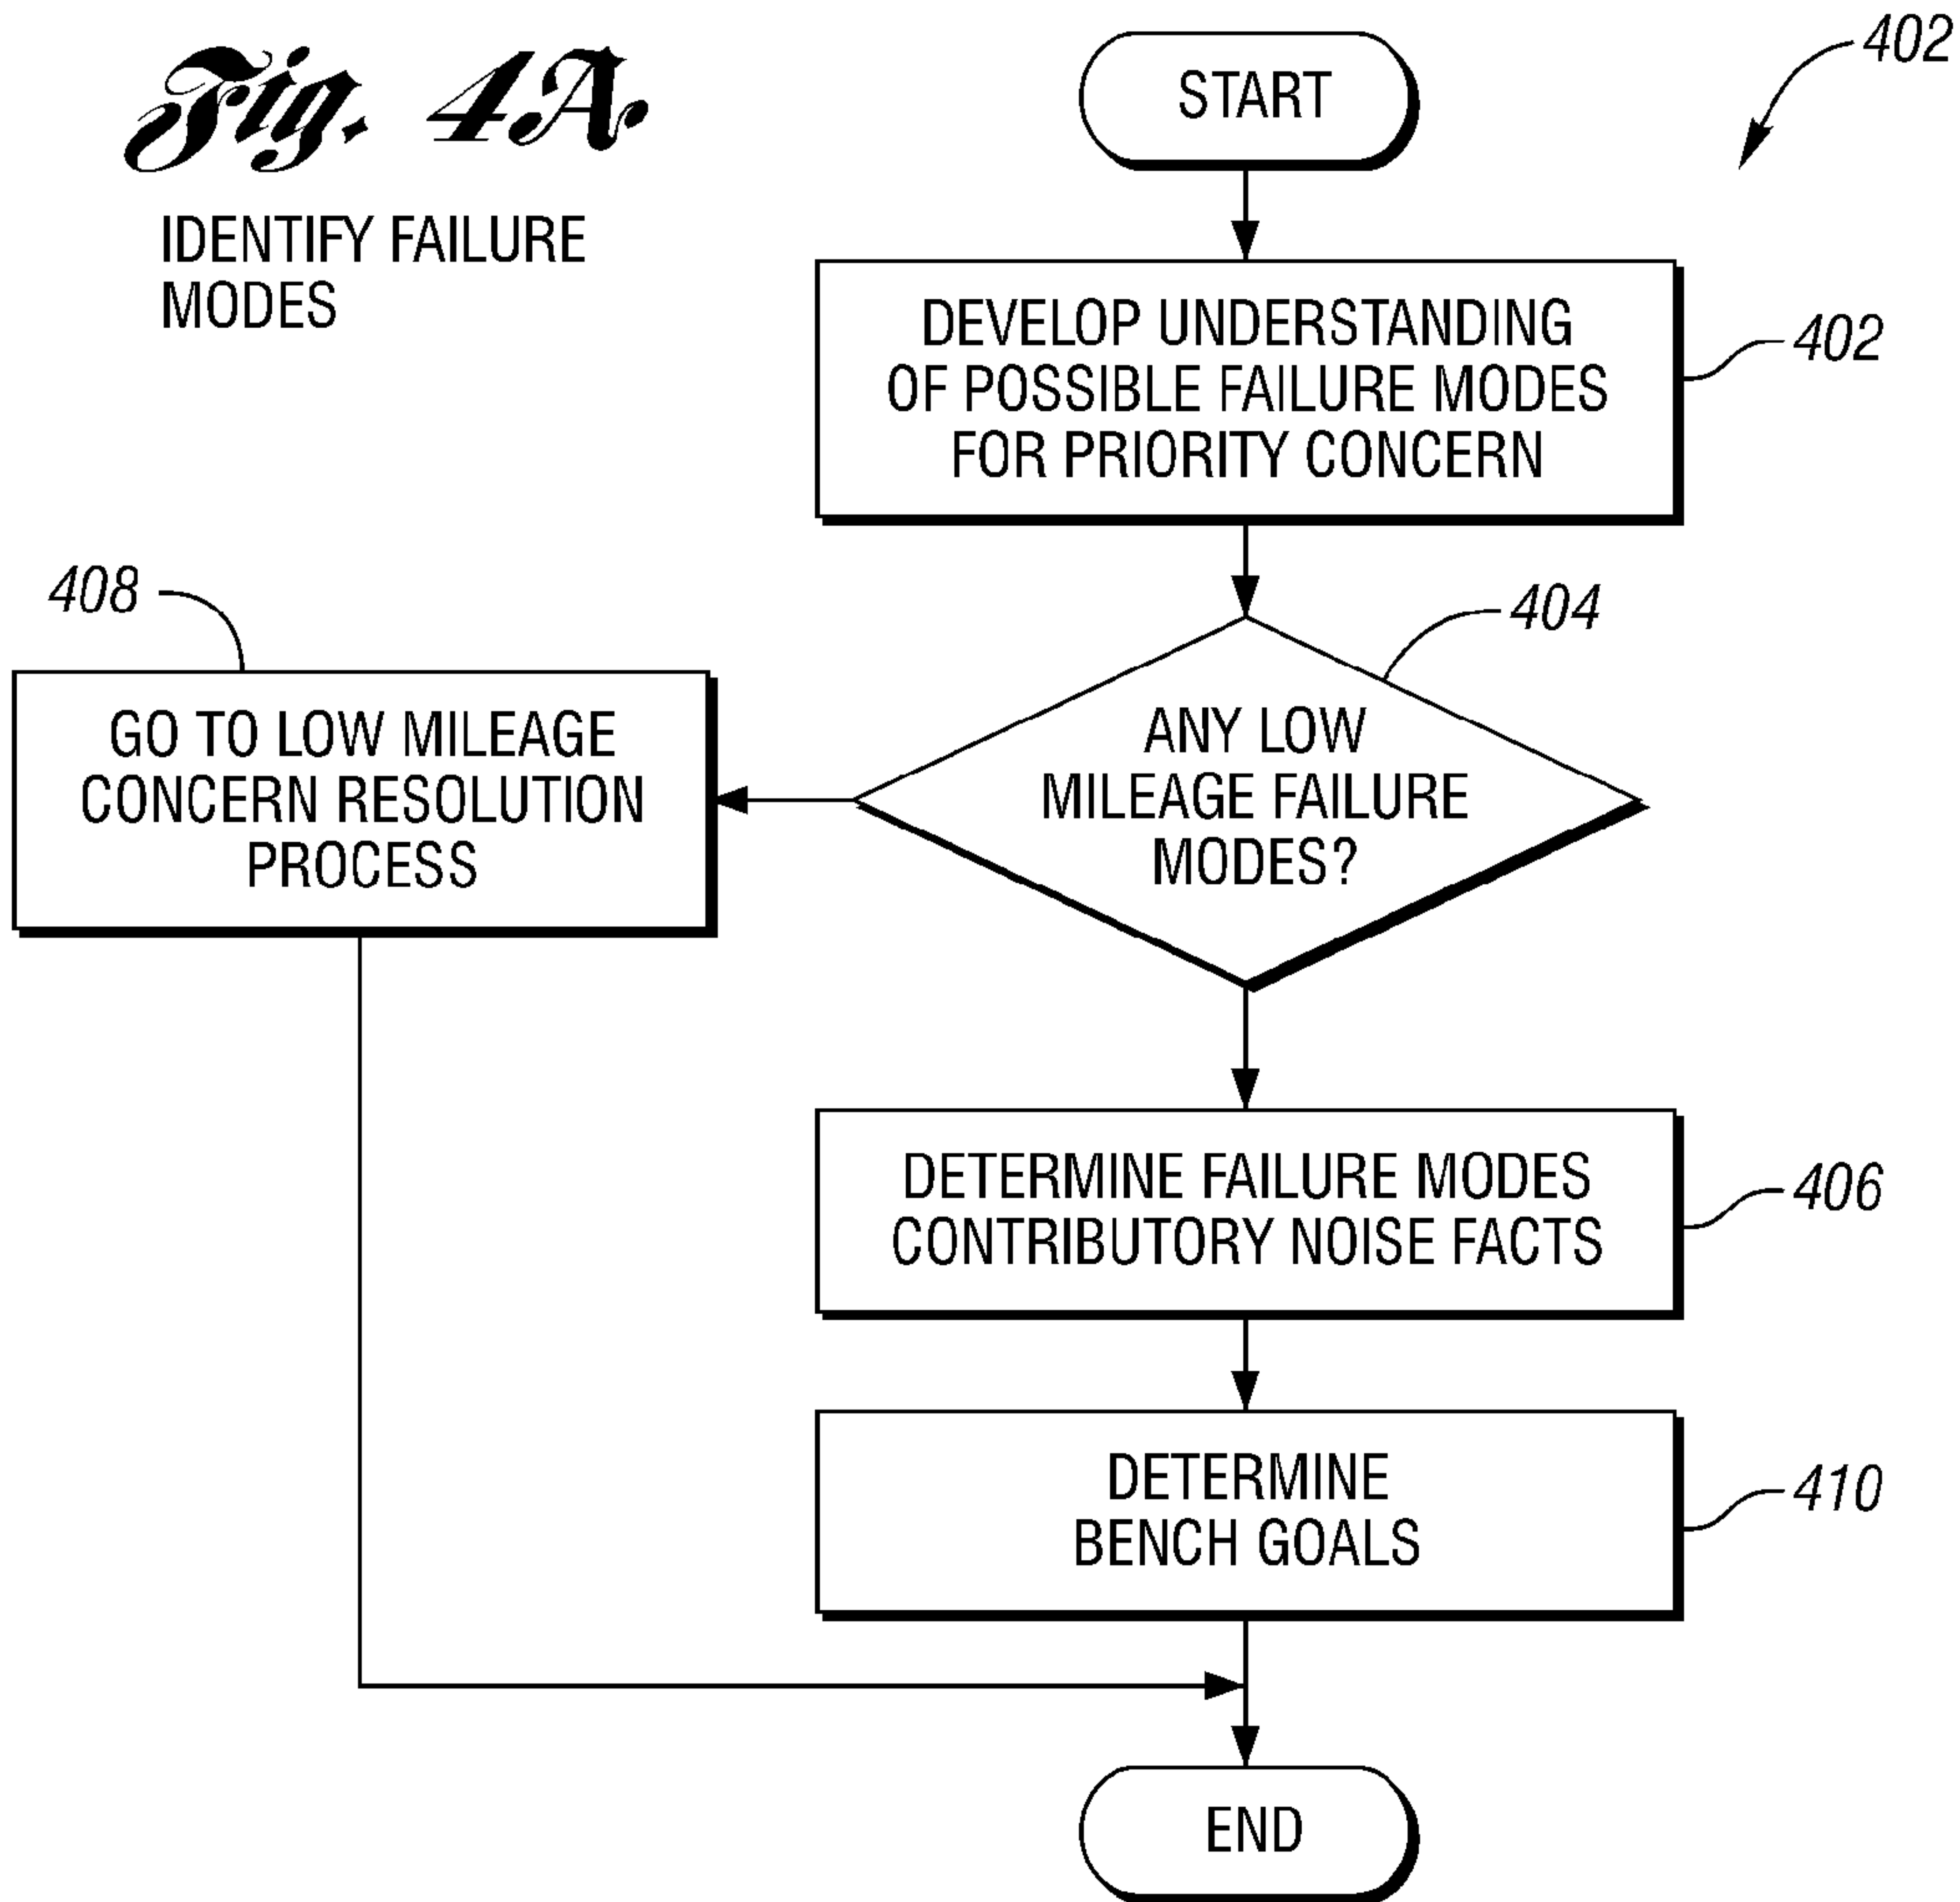 Fig. 4A.
IDENTIFY FAILURE
MODES
START
402
DEVELOP UNDERSTANDING
OF POSSIBLE FAILURE MODES
FOR PRIORITY CONCERN
402
408
404
GO TO LOW MILEAGE
CONCERN RESOLUTION
PROCESS
ANY LOW
MILEAGE FAILURE
MODES?
DETERMINE FAILURE MODES
CONTRIBUTORY NOISE FACTS
406
DETERMINE
BENCH GOALS
410
END